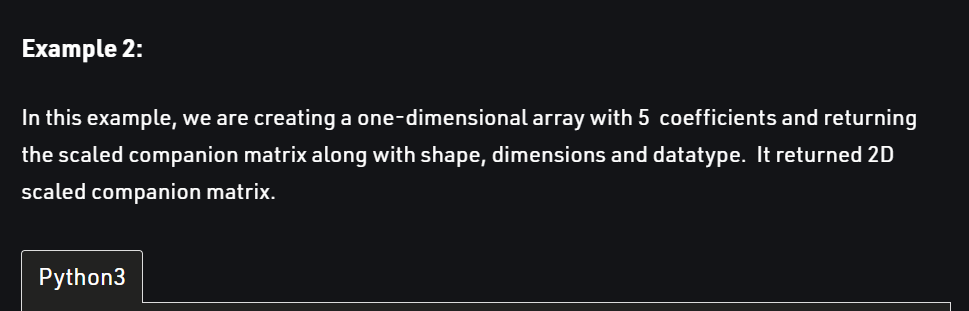 Example 2:
In this example, we are creating a one-dimensional array with 5  coefficients and returning
the scaled companion matrix along with shape, dimensions and datatype.  It returned 2D
scaled companion matrix.
Python3